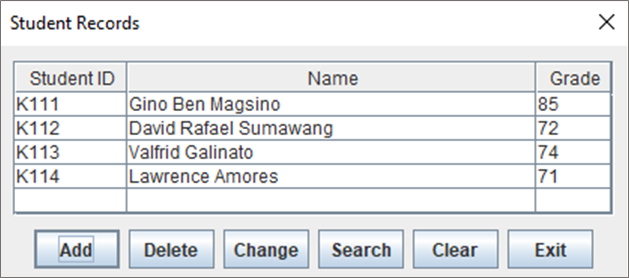 Student Records
Student ID Name Grade
K111 Gino Ben Magsino 85
K112 David Rafael Sumawang 72
K113 Valfrid Galinato 74
K114 Lawrence Amores 71
Add Delete Change Search Clear Exit